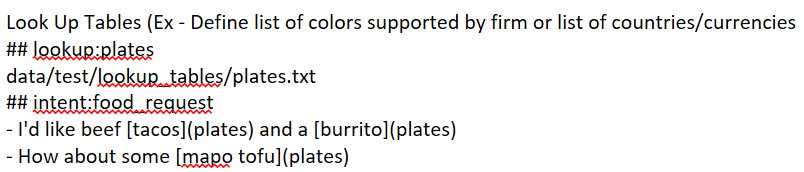 Look Up Tables (Ex - Define list of colors supported by firm or list of countries/currencies
## lookup:plates
data/test/lookup_tables/plates.txt
## intent:food_request
- I'd like beef [tacos](plates) and a [burrito](plates)
- How about some [mapo tofu](plates)